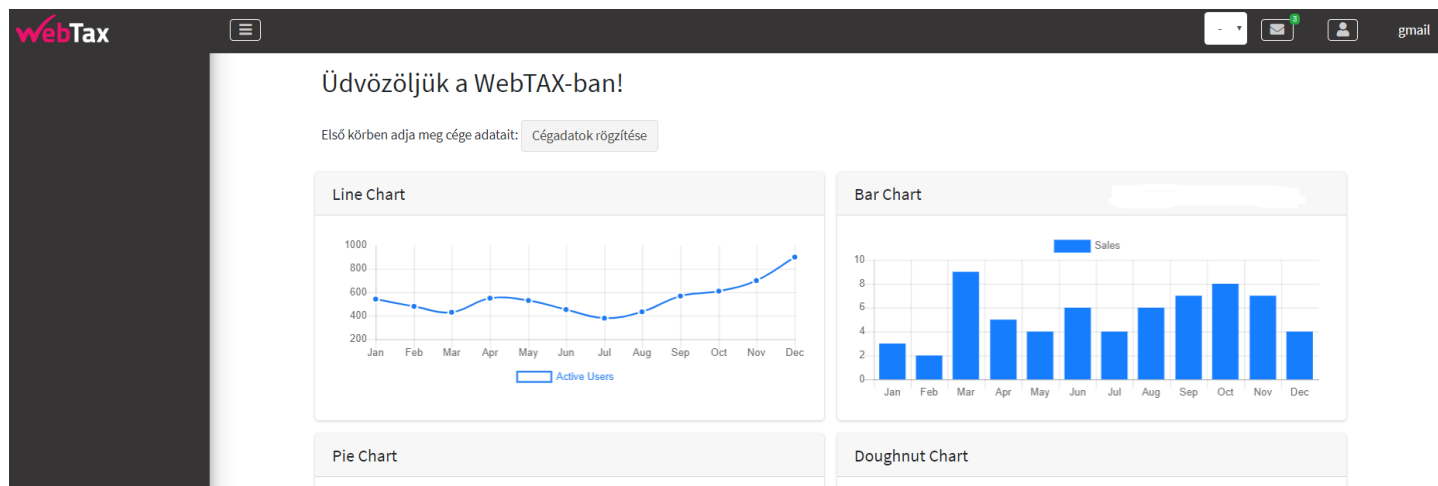 webTax
- 3 gmail
Üdvözöljük a WebTAX-ban!
Első körben adja meg cége adatait: Cégadatok rögzítése
Line Chart
1000
800
600
400
200
Jan Feb Mar Apr May Jun Jul Aug Sep Oct Nov Dec
Active Users
Bar Chart
Sales
10
8
6
4
2
0
Jan Feb Mar Apr May Jun Jul Aug Sep Oct Nov Dec
Pie Chart
Doughnut Chart